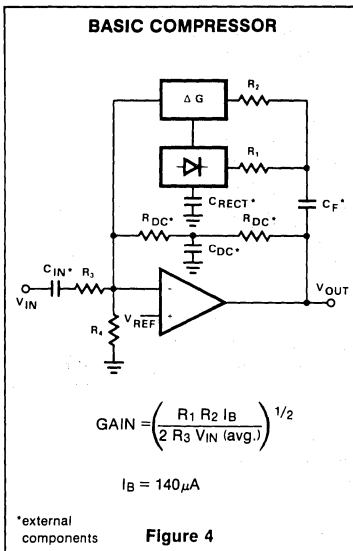 BASIC COMPRESSOR
ΔG
R2
R1
CRECT*
CF*
RDC*
RDC*
CDC*
CIN*
R3
VIN
R4
VREF
-
+
VOUT
GAIN = (R1 R2 IB / 2 R3 VIN (avg.)) 1/2
IB = 140μA
*external
components
Figure 4